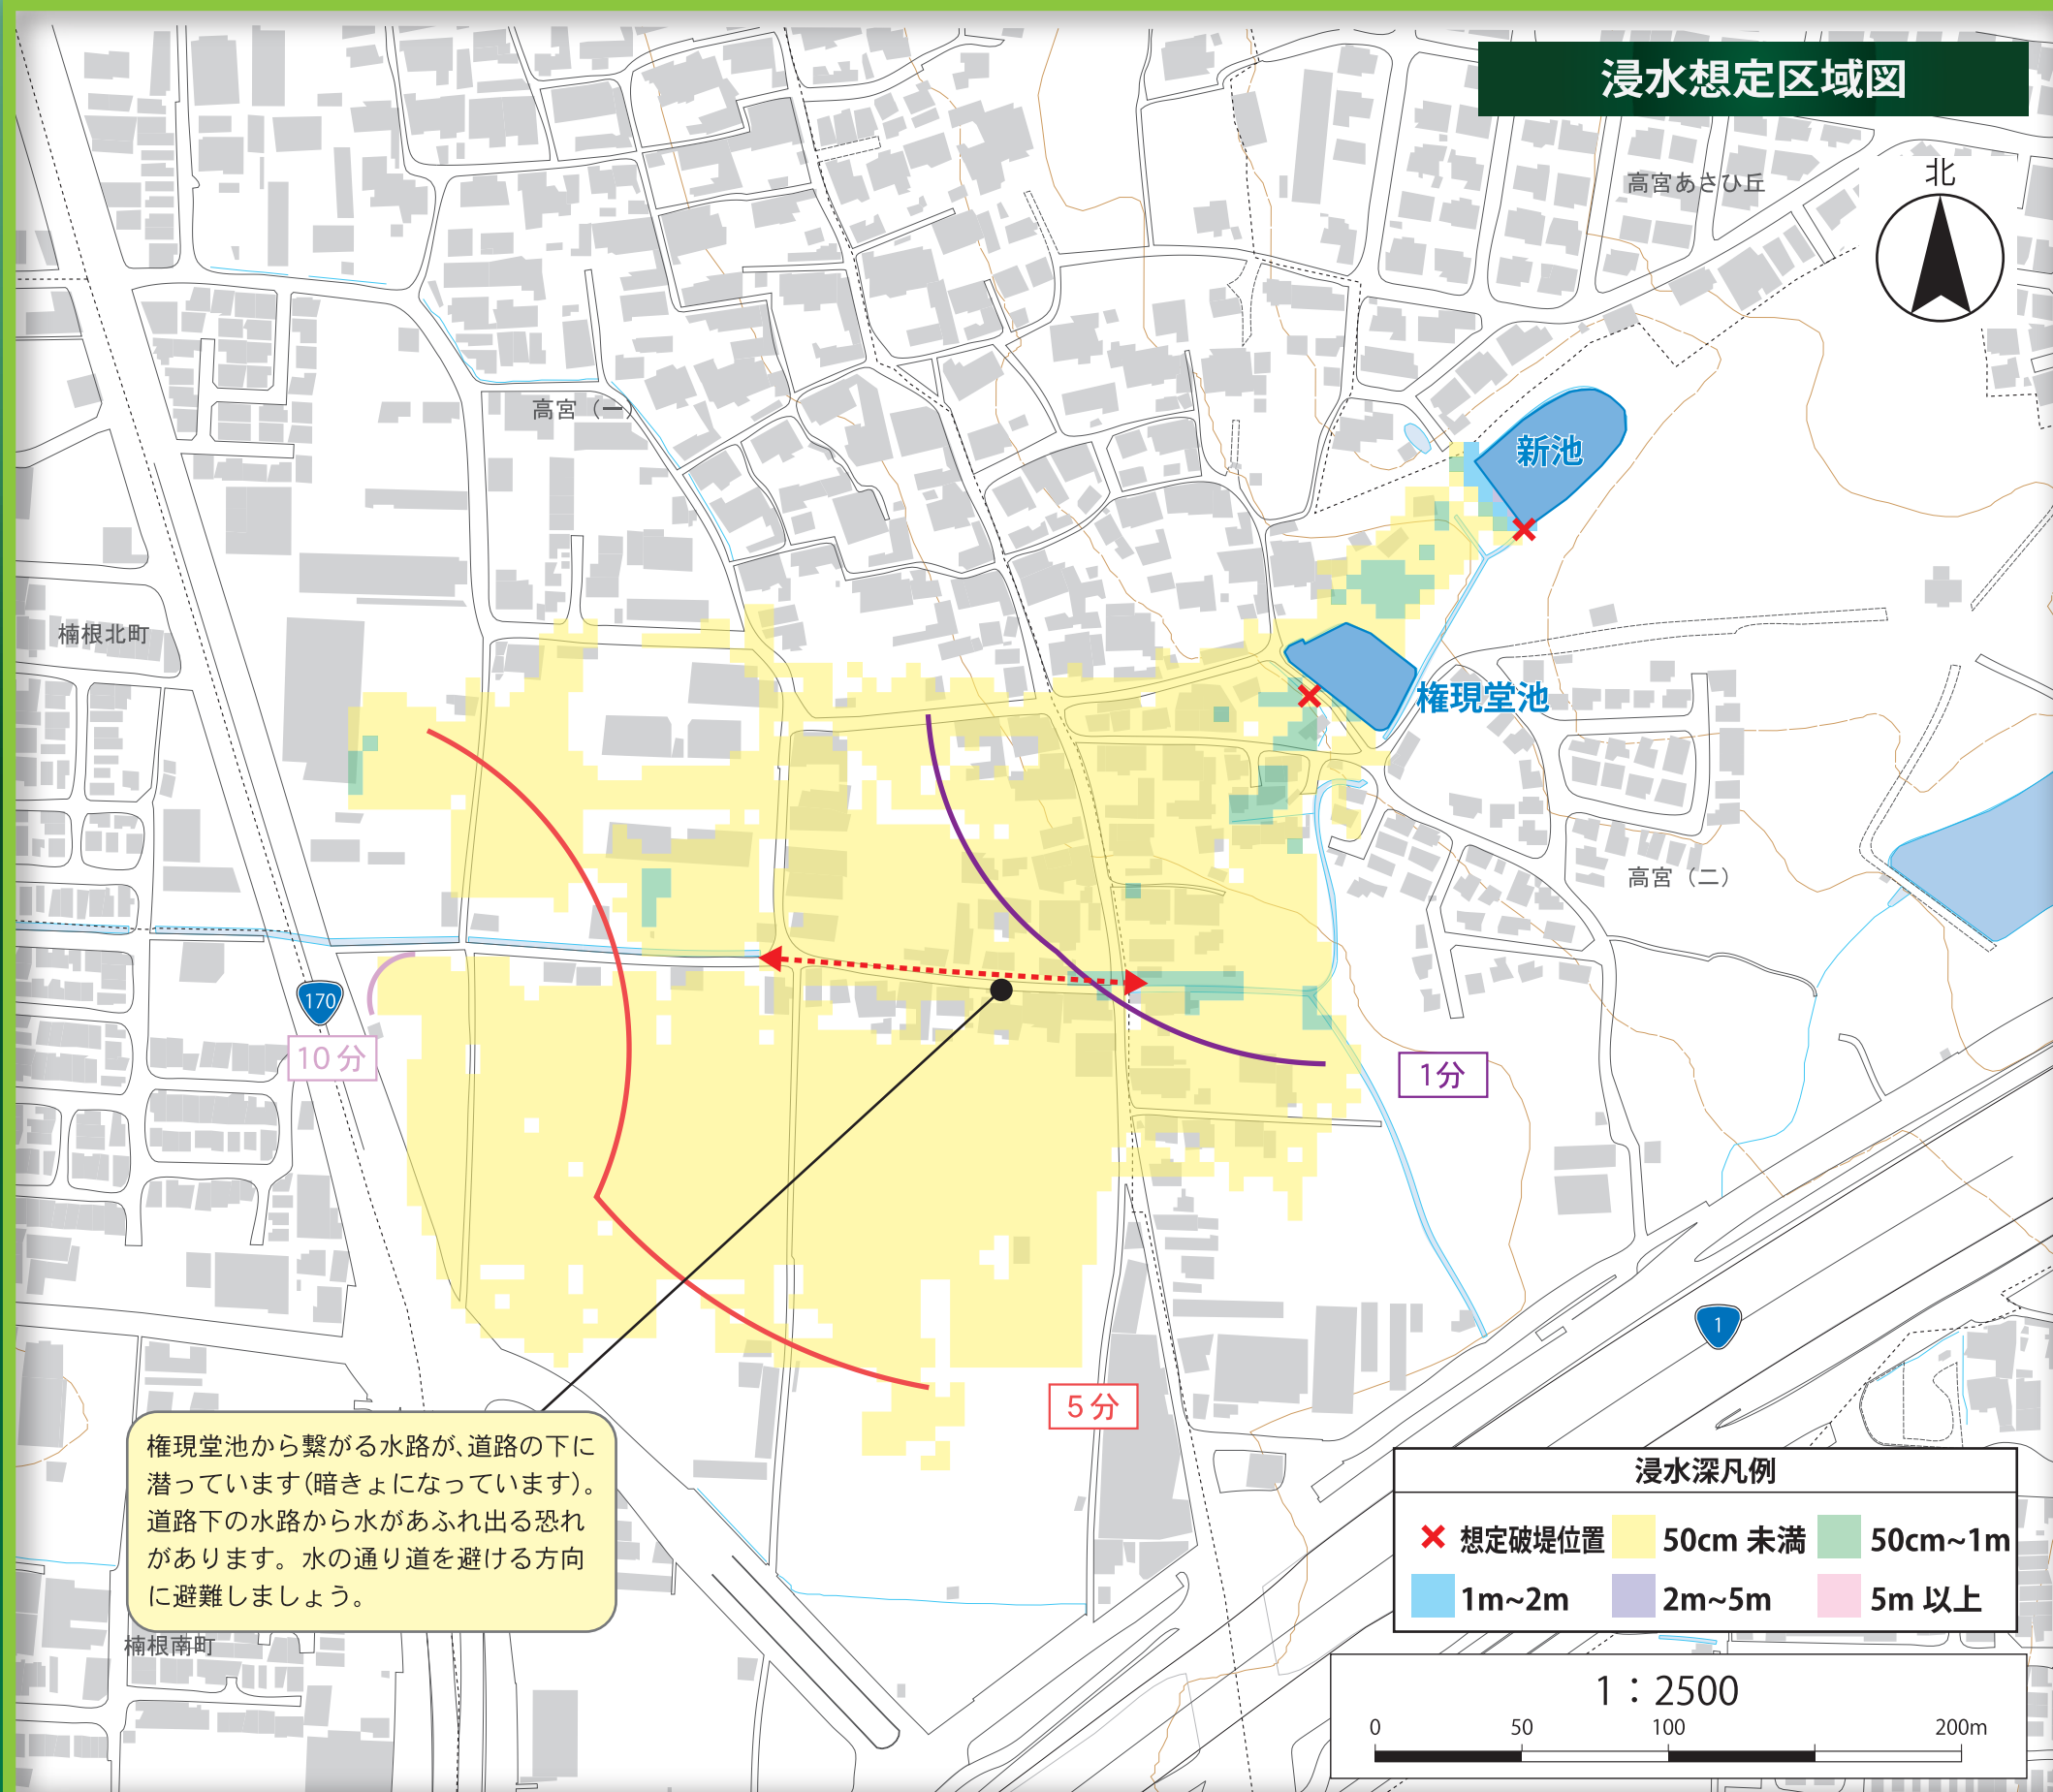 浸水想定区域図
北
高宮あさひ丘
高宮（一）
新池
楠根北町
権現堂池
高宮（二）
170
10分
1分
1
5分
権現堂池から繋がる水路が、道路の下に
潜っています(暗きょになっています)。
道路下の水路から水があふれ出る恐れ
があります。水の通り道を避ける方向
に避難しましょう。
楠根南町
浸水深凡例
想定破堤位置 50cm 未満 50cm~1m
1m~2m 2m~5m 5m 以上
1：2500
0 50 100 200m